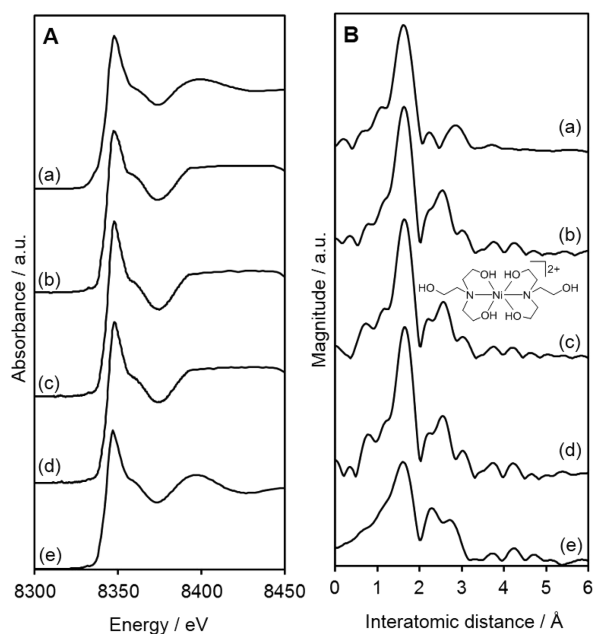 A
Absorbance / a.u.
(a)
(b)
(c)
(d)
(e)
8300
8350
8400
8450
Energy / eV
B
Magnitude / a.u.
(a)
(b)
OH HO
2+
HO N Ni N OH
OH HO
(c)
(d)
(e)
0 1 2 3 4 5 6
Interatomic distance / Å